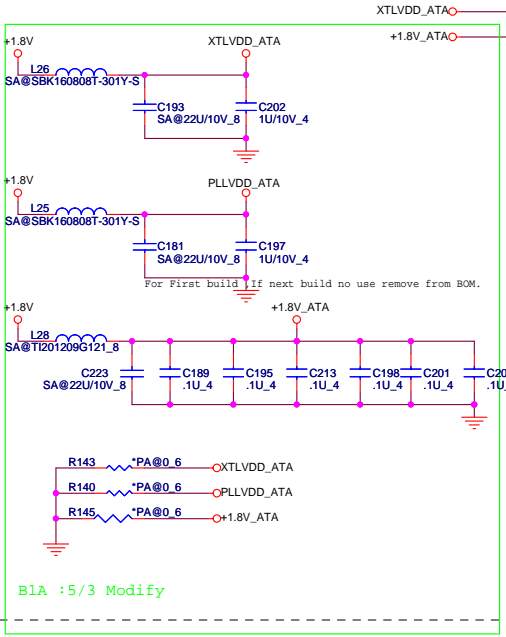 XTLVDD_ATA
+1.8V_ATA
+1.8V
XTLVDD_ATA
L26
SA@SBK160808T-301Y-S
C193
SA@22U/10V_8
C202
1U/10V_4
+1.8V
PLLVDD_ATA
L25
SA@SBK160808T-301Y-S
C181
SA@22U/10V_8
C197
1U/10V_4
For First build ,If next build no use remove from BOM.
+1.8V
+1.8V_ATA
L28
SA@TI201209G121_8
C223
SA@22U/10V_8
C189
.1U_4
C195
.1U_4
C213
.1U_4
C198
.1U_4
C201
.1U_4
C20
.1U_
R143
*PA@0_6
XTLVDD_ATA
R140
*PA@0_6
PLLVDD_ATA
R145
*PA@0_6
+1.8V_ATA
B1A :5/3 Modify